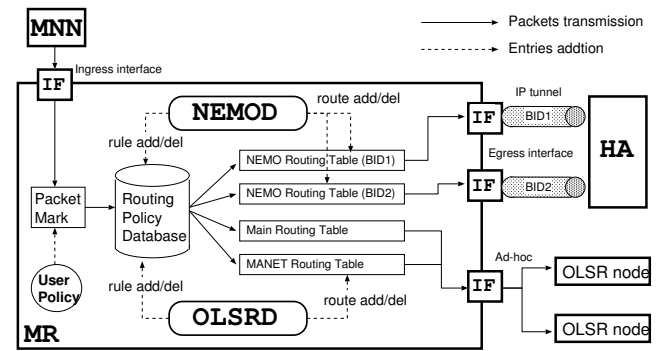 MNN
Packets transmission
Entries addtion
IF
Ingress interface
NEMOD
route add/del
rule add/del
IP tunnel
IF
BID1
HA
NEMO Routing Table (BID1)
Egress interface
NEMO Routing Table (BID2)
IF
BID2
Packet
Mark
Routing
Policy
Database
Main Routing Table
MANET Routing Table
Ad-hoc
IF
OLSR node
User
Policy
rule add/del
route add/del
OLSRD
OLSR node
MR